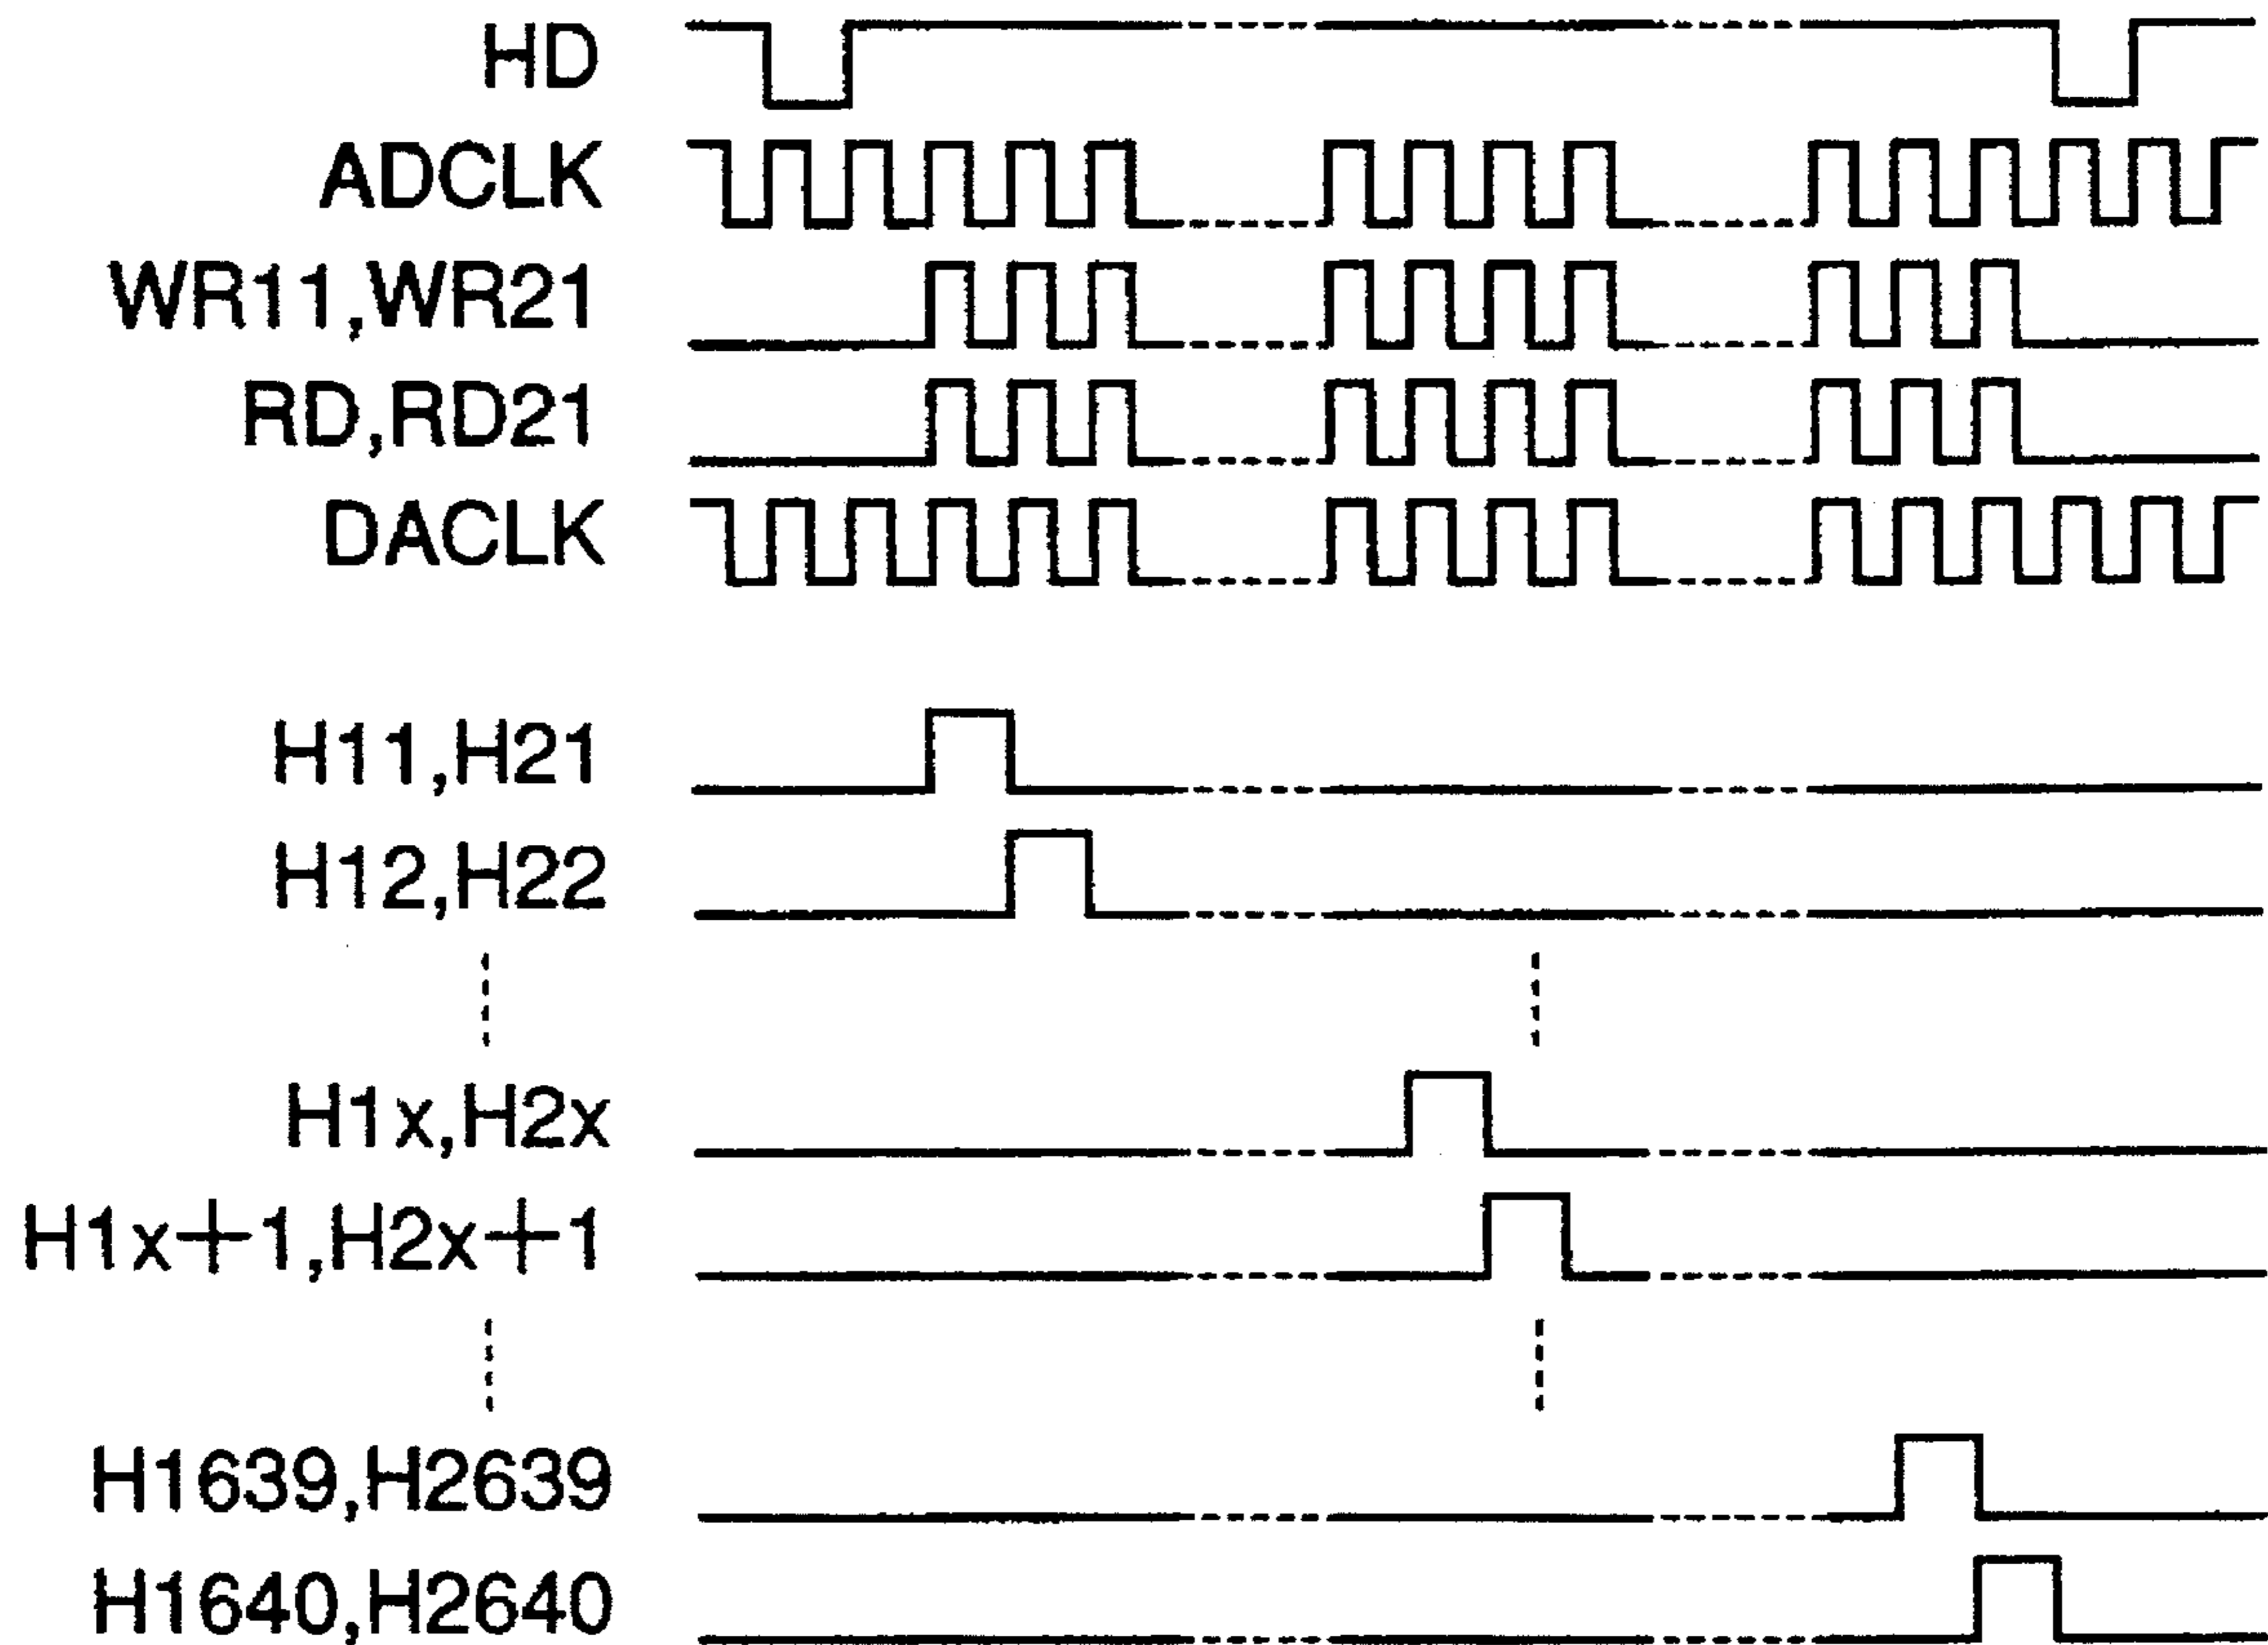 HD
ADCLK
WR11,WR21
RD,RD21
DACLK
H11,H21
H12,H22
H1x,H2x
H1x+1,H2x+1
H1639,H2639
H1640,H2640